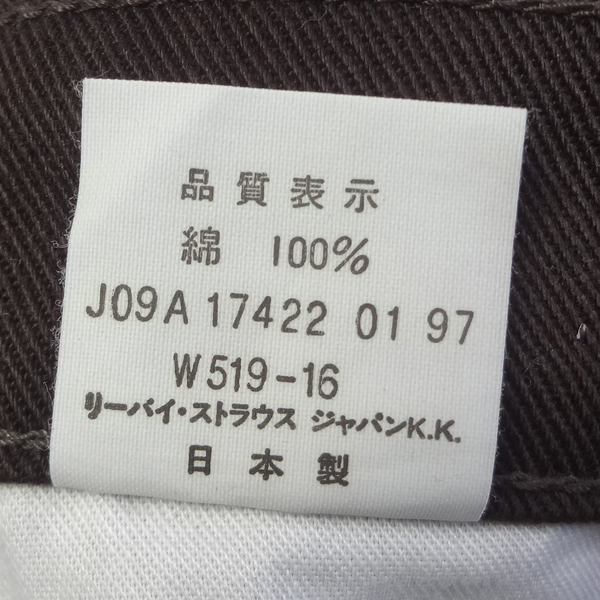 品質表示
綿 100%
J09A 17422 01 97
W519-16
リーバイ・ストラウス ジャパンK.K.
日本製